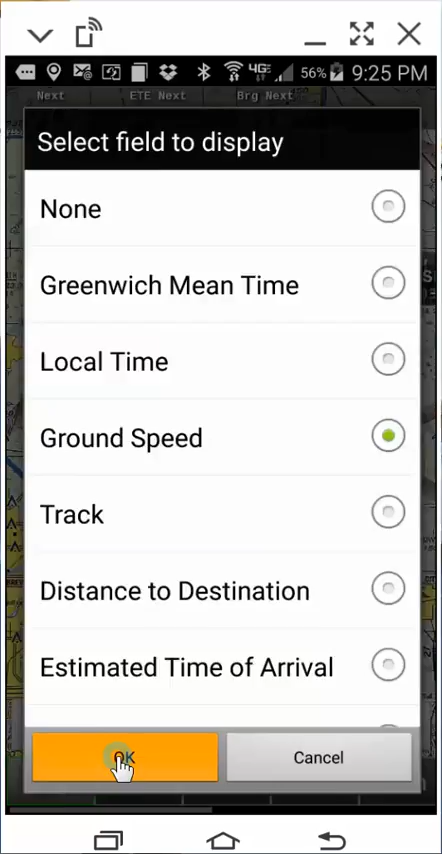 4G 56% 9:25 PM
Next ETE Next Brg Next
Select field to display
None
Greenwich Mean Time
Local Time
Ground Speed
Track
Distance to Destination
Estimated Time of Arrival
OK Cancel